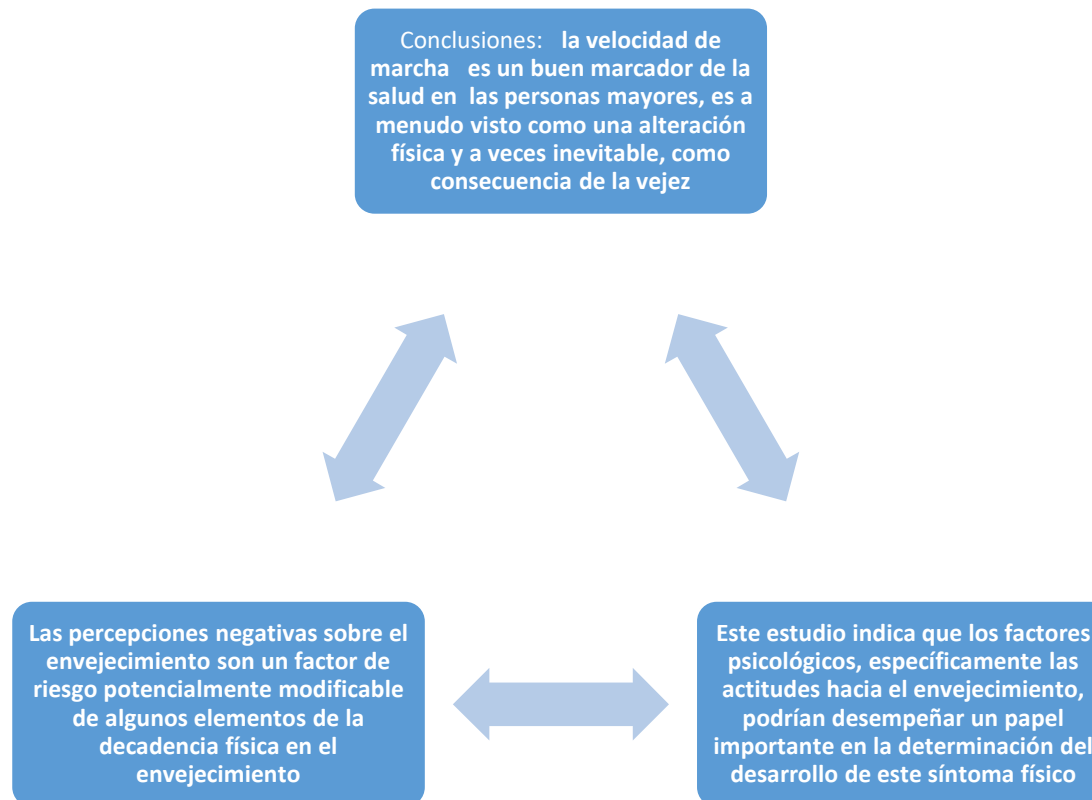 Conclusiones: la velocidad de
marcha es un buen marcador de la
salud en las personas mayores, es a
menudo visto como una alteración
física y a veces inevitable, como
consecuencia de la vejez
Las percepciones negativas sobre el
envejecimiento son un factor de
riesgo potencialmente modificable
de algunos elementos de la
decadencia física en el
envejecimiento
Este estudio indica que los factores
psicológicos, específicamente las
actitudes hacia el envejecimiento,
podrían desempeñar un papel
importante en la determinación del
desarrollo de este síntoma físico